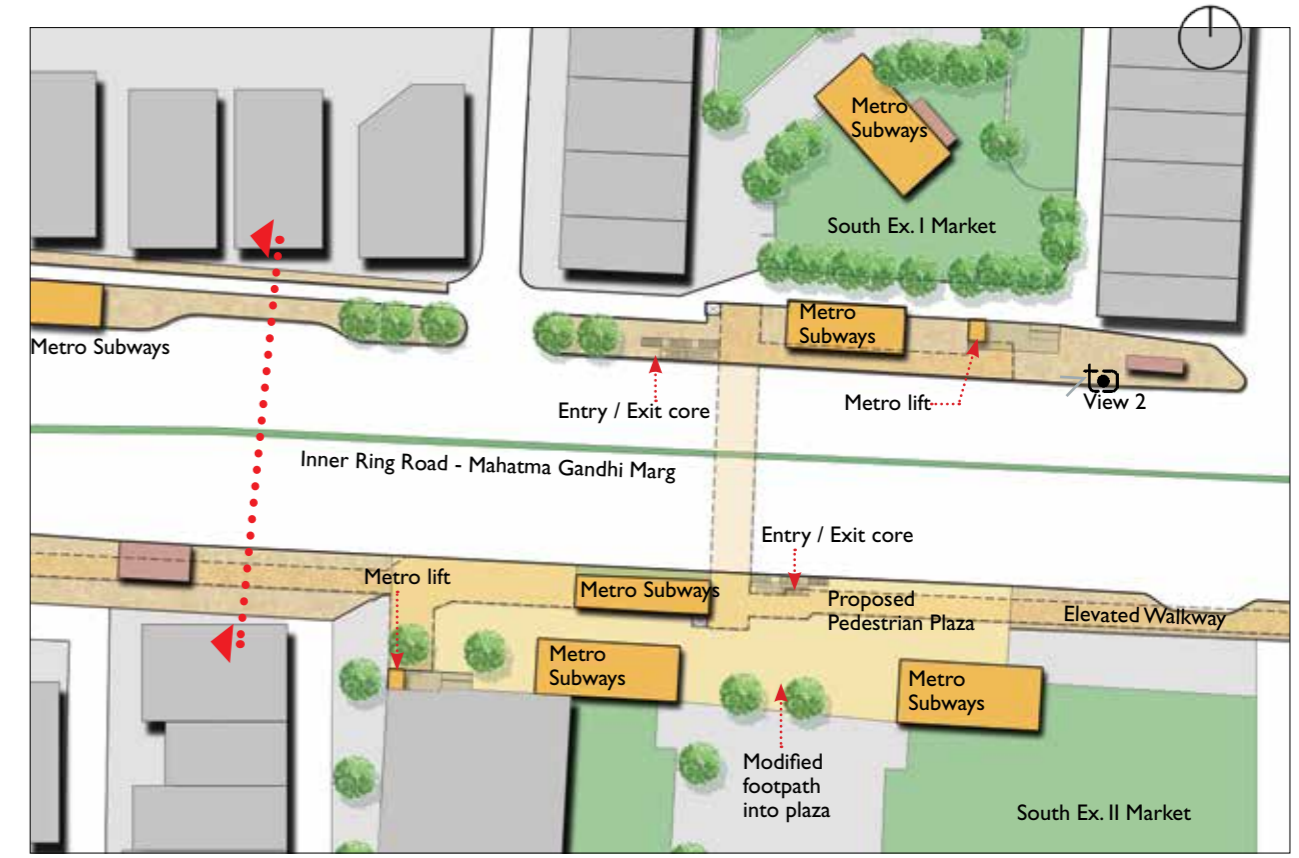 Metro
Subways
South Ex. I Market
Metro
Subways
Metro Subways
Entry / Exit core
Metro lift
View 2
Inner Ring Road - Mahatma Gandhi Marg
Entry / Exit core
Metro lift
Metro Subways
Proposed
Pedestrian Plaza
Elevated Walkway
Metro
Subways
Metro
Subways
Modified
footpath
into plaza
South Ex. II Market